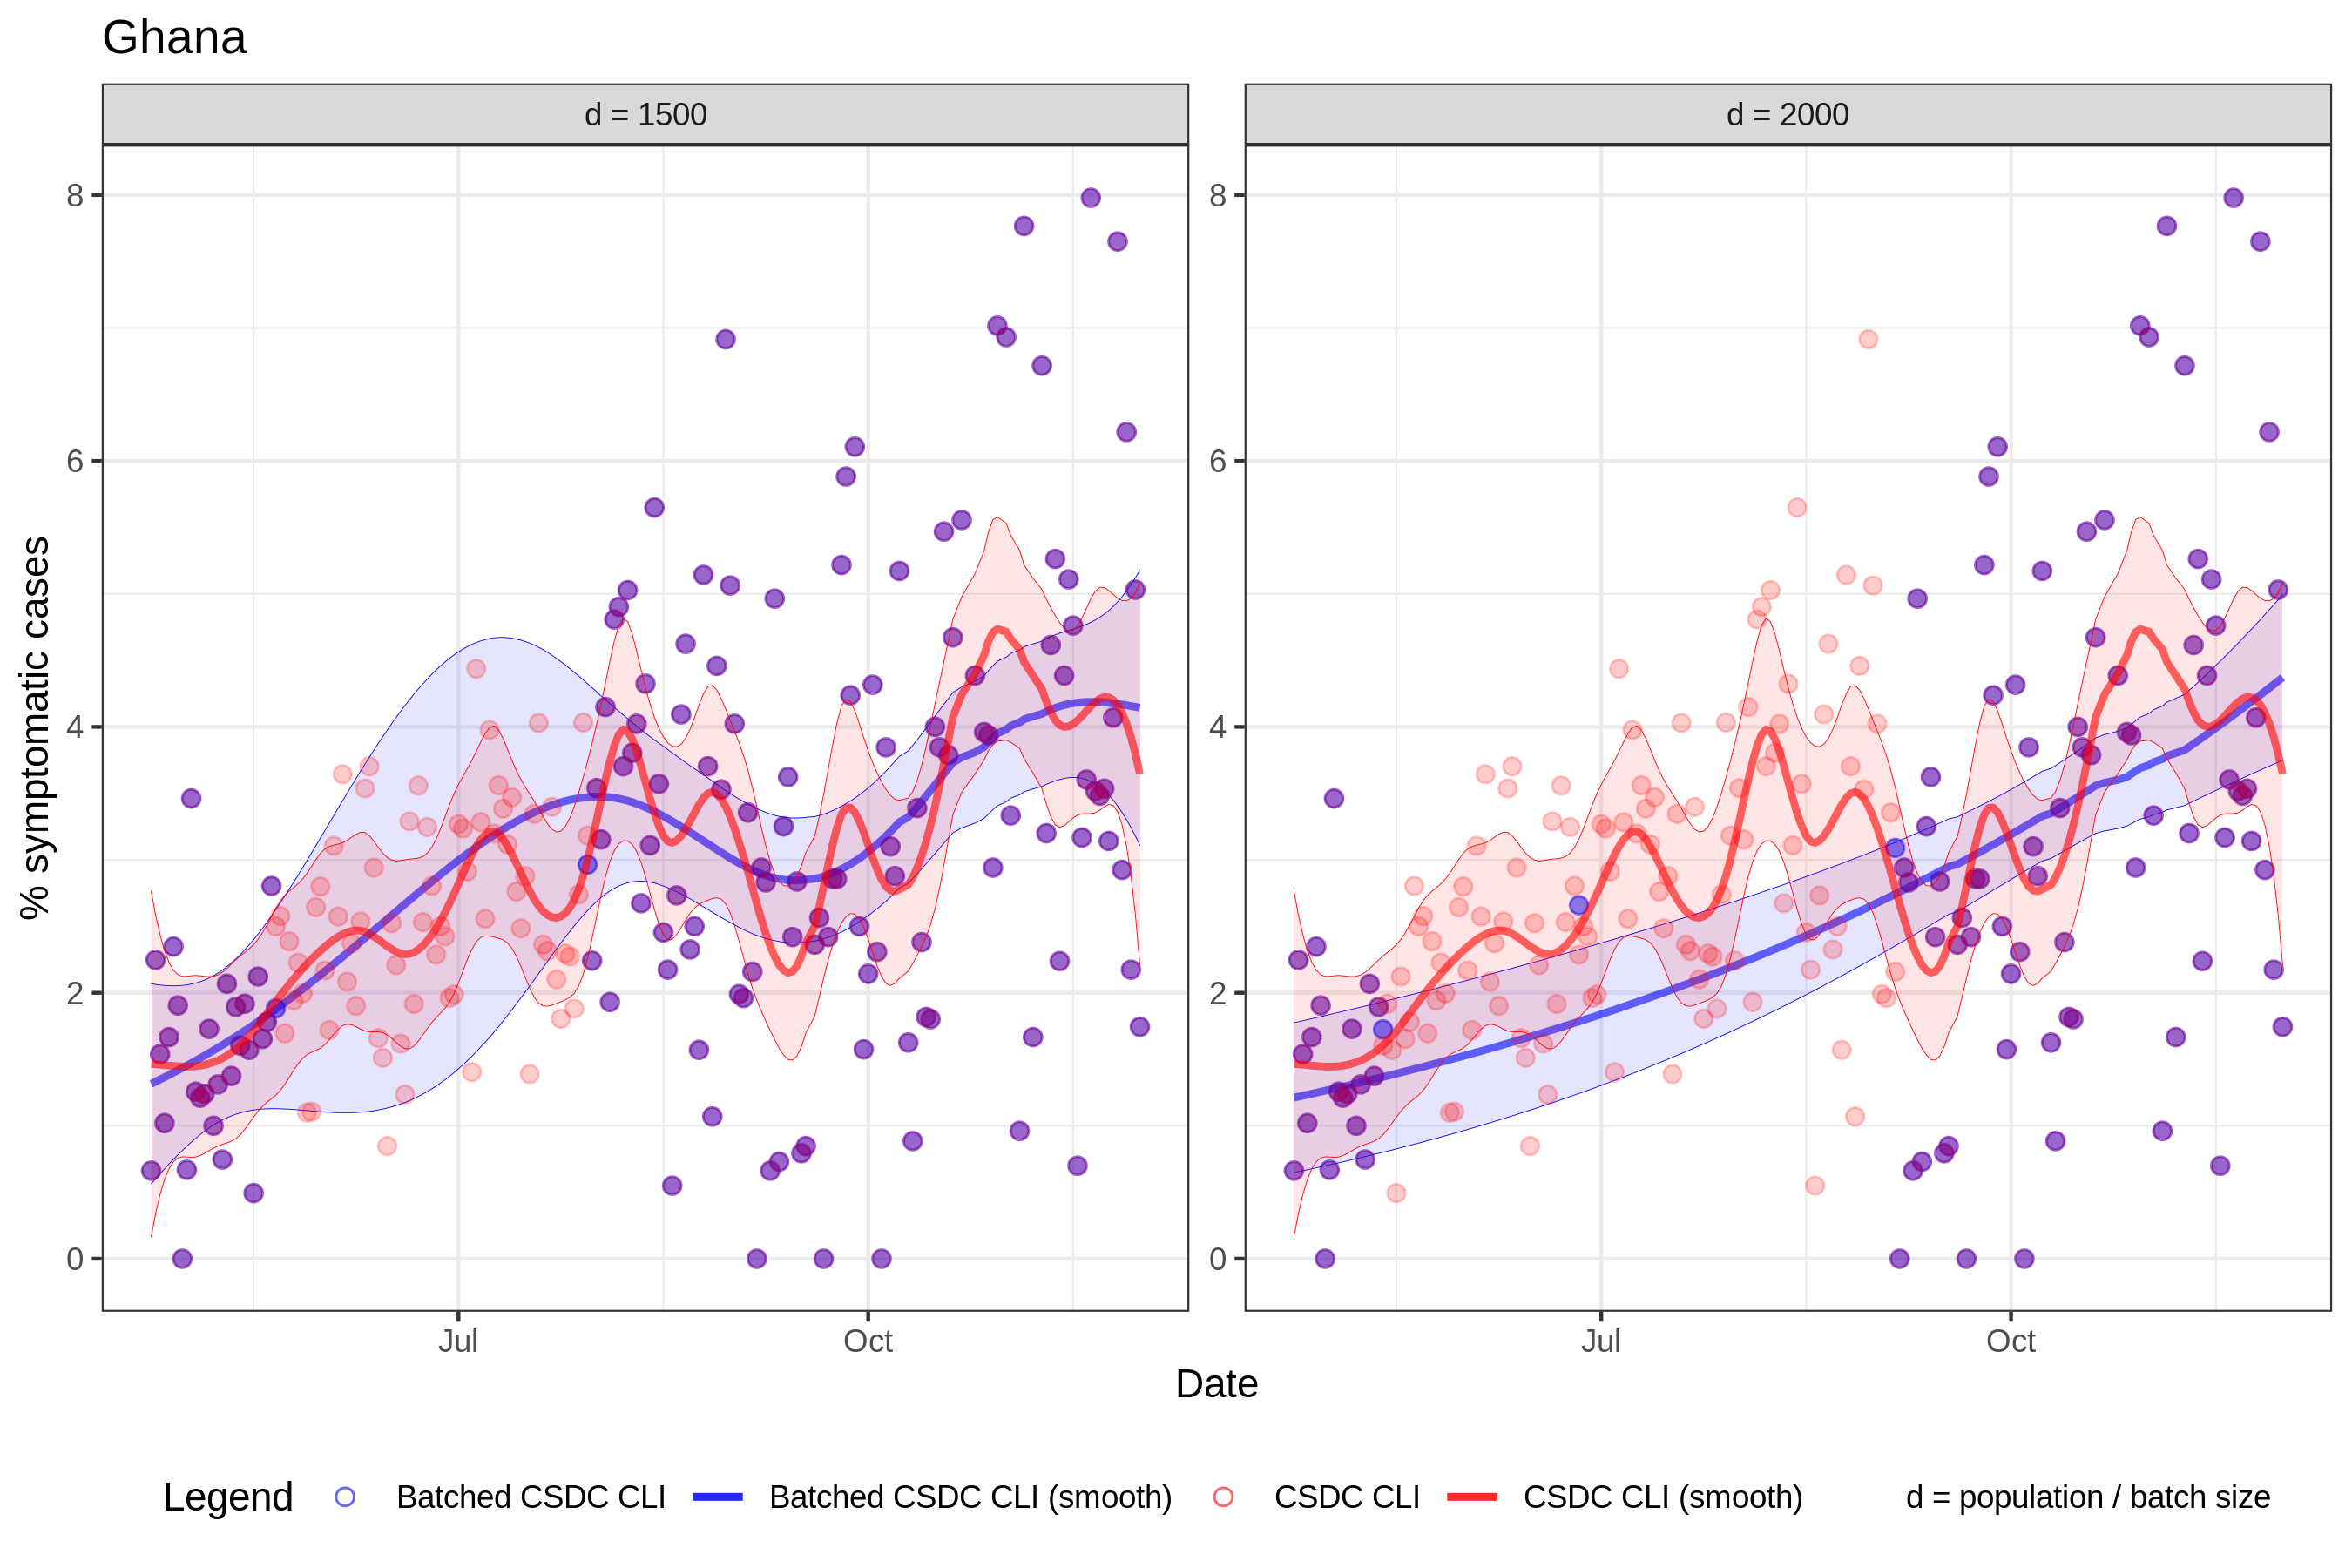 Ghana
d = 1500
d = 2000
8
6
4
2
0
8
6
4
2
0
% symptomatic cases
Jul
Oct
Jul
Oct
Date
Legend
Batched CSDC CLI
Batched CSDC CLI (smooth)
CSDC CLI
CSDC CLI (smooth)
d = population / batch size